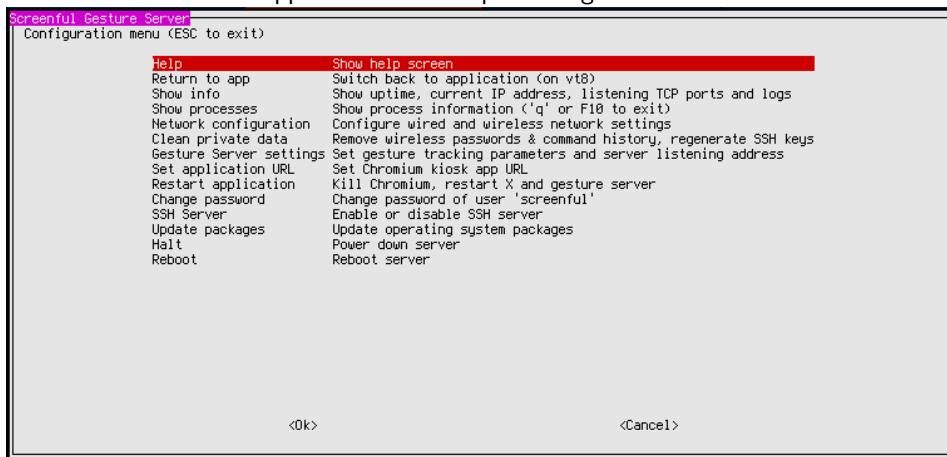 Screenful Gesture Server
Configuration menu (ESC to exit)
Help Show help screen
Return to app Switch back to application (on vt8)
Show info Show uptime, current IP address, listening TCP ports and logs
Show processes Show process information ('q' or F10 to exit)
Network configuration Configure wired and wireless network settings
Clean private data Remove wireless passwords & command history, regenerate SSH keys
Gesture Server settings Set gesture tracking parameters and server listening address
Set application URL Set Chromium kiosk app URL
Restart application Kill Chromium, restart X and gesture server
Change password Change password of user 'screenful'
SSH Server Enable or disable SSH server
Update packages Update operating system packages
Halt Power down server
Reboot Reboot server
<Ok> <Cancel>